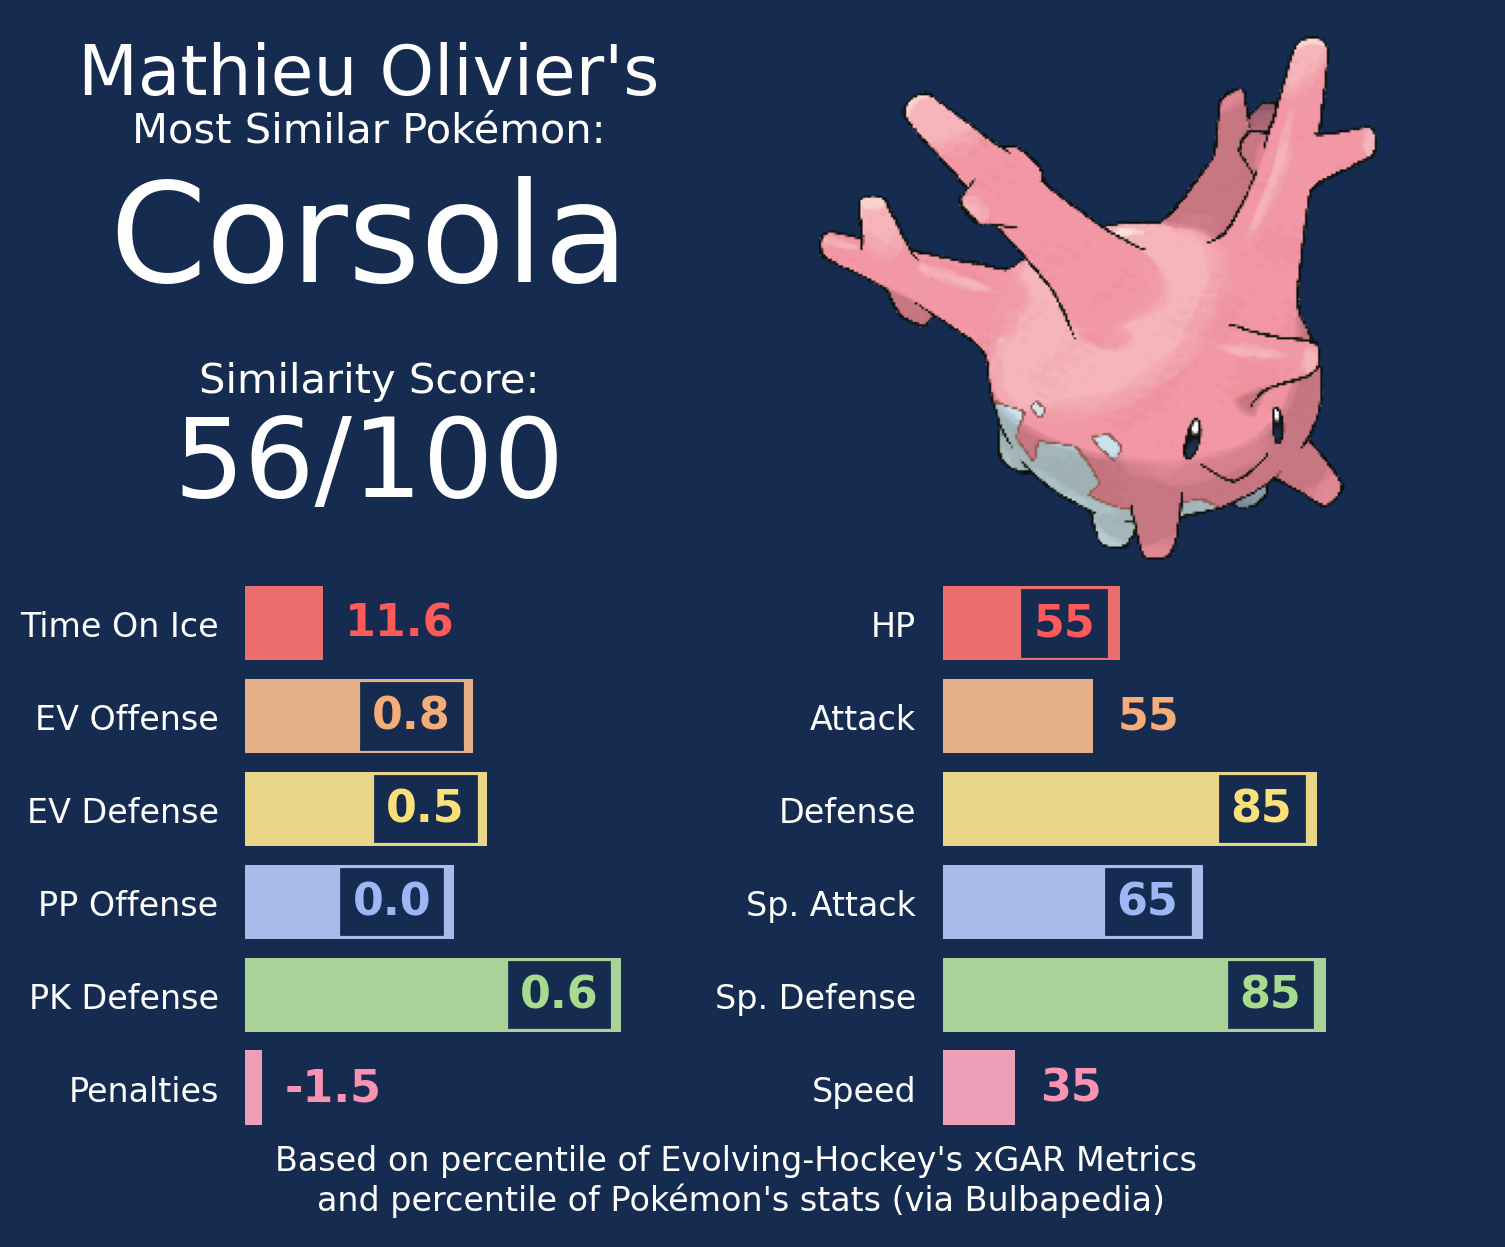 Mathieu Olivier's
Most Similar Pokémon:
Corsola
Similarity Score:
56/100
Time On Ice 11.6
EV Offense 0.8
EV Defense 0.5
PP Offense 0.0
PK Defense 0.6
Penalties -1.5
HP 55
Attack 55
Defense 85
Sp. Attack 65
Sp. Defense 85
Speed 35
Based on percentile of Evolving-Hockey's xGAR Metrics
and percentile of Pokémon's stats (via Bulbapedia)